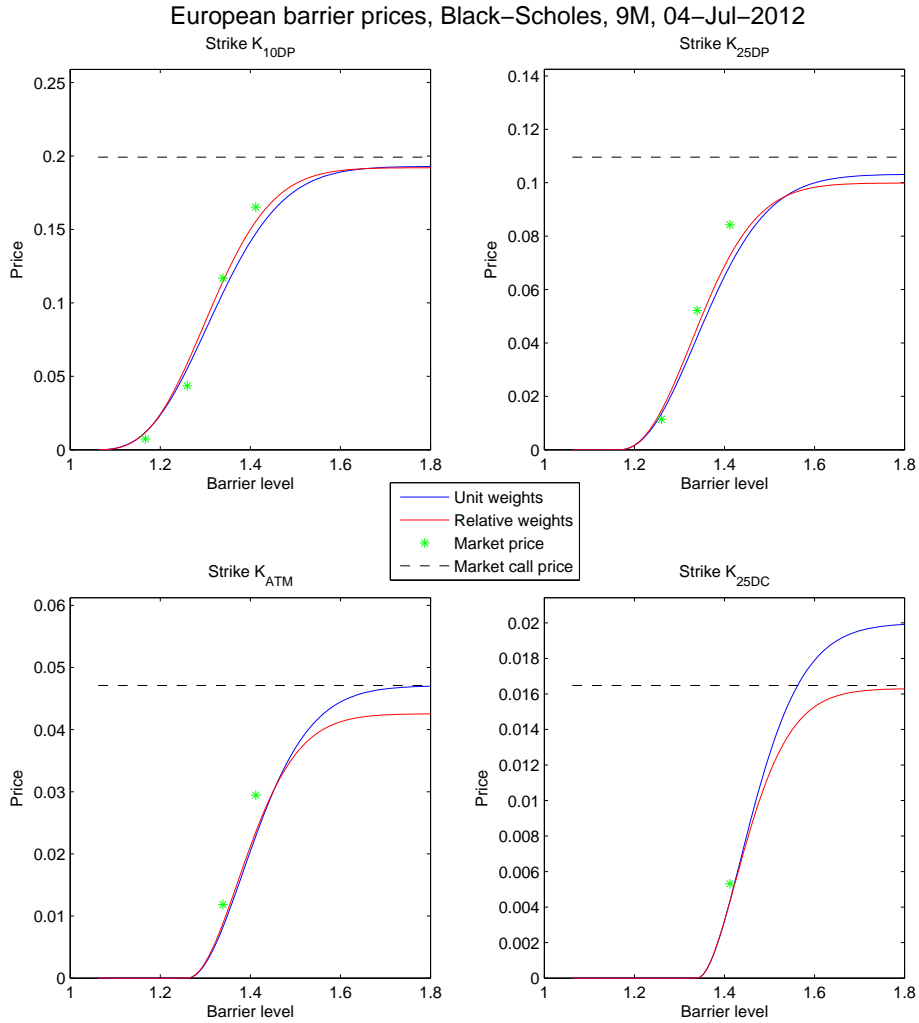 European barrier prices, Black−Scholes, 9M, 04−Jul−2012
Strike K10DP
0.25
0.2
0.15
0.1
0.05
0
Price
1 1.2 1.4 1.6 1.8
Barrier level
Strike K25DP
0.14
0.12
0.1
0.08
0.06
0.04
0.02
0
Price
1 1.2 1.4 1.6 1.8
Barrier level
Unit weights
Relative weights
Market price
Market call price
Strike KATM
0.06
0.05
0.04
0.03
0.02
0.01
0
Price
1 1.2 1.4 1.6 1.8
Barrier level
Strike K25DC
0.02
0.018
0.016
0.014
0.012
0.01
0.008
0.006
0.004
0.002
0
Price
1 1.2 1.4 1.6 1.8
Barrier level